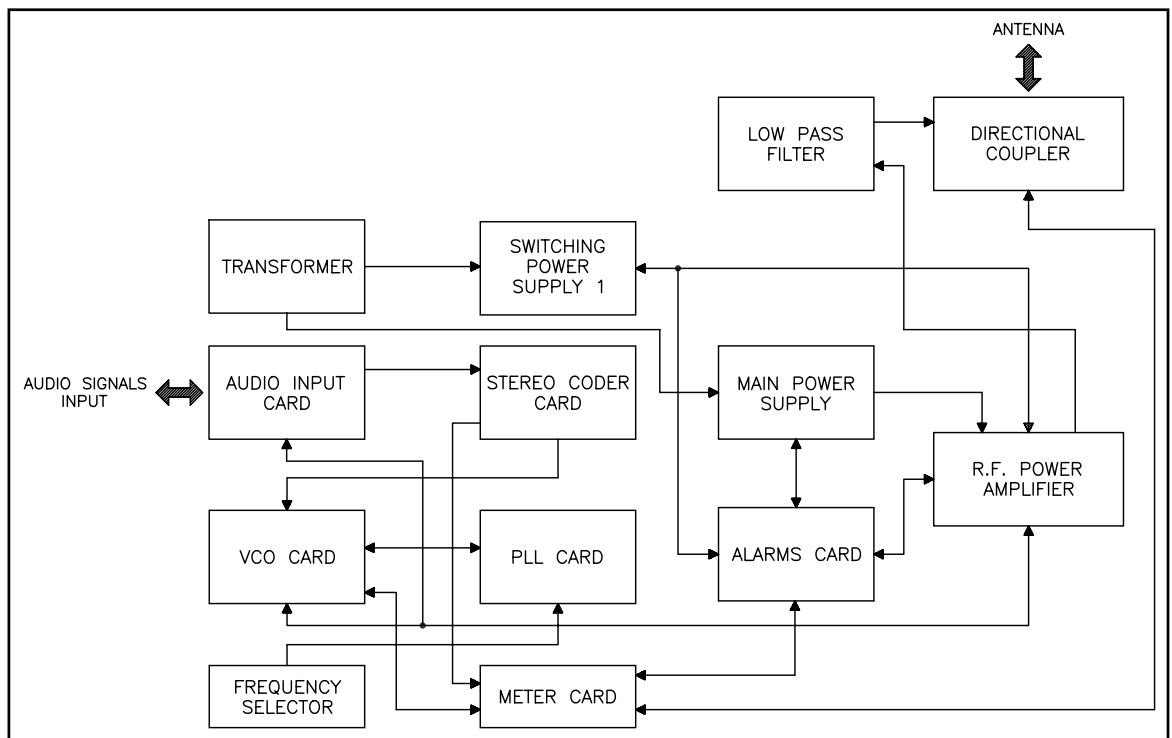 ANTENNA
LOW PASS
FILTER
DIRECTIONAL
COUPLER
TRANSFORMER
SWITCHING
POWER
SUPPLY 1
AUDIO SIGNALS
INPUT
AUDIO INPUT
CARD
STEREO CODER
CARD
MAIN POWER
SUPPLY
R.F. POWER
AMPLIFIER
VCO CARD
PLL CARD
ALARMS CARD
FREQUENCY
SELECTOR
METER CARD